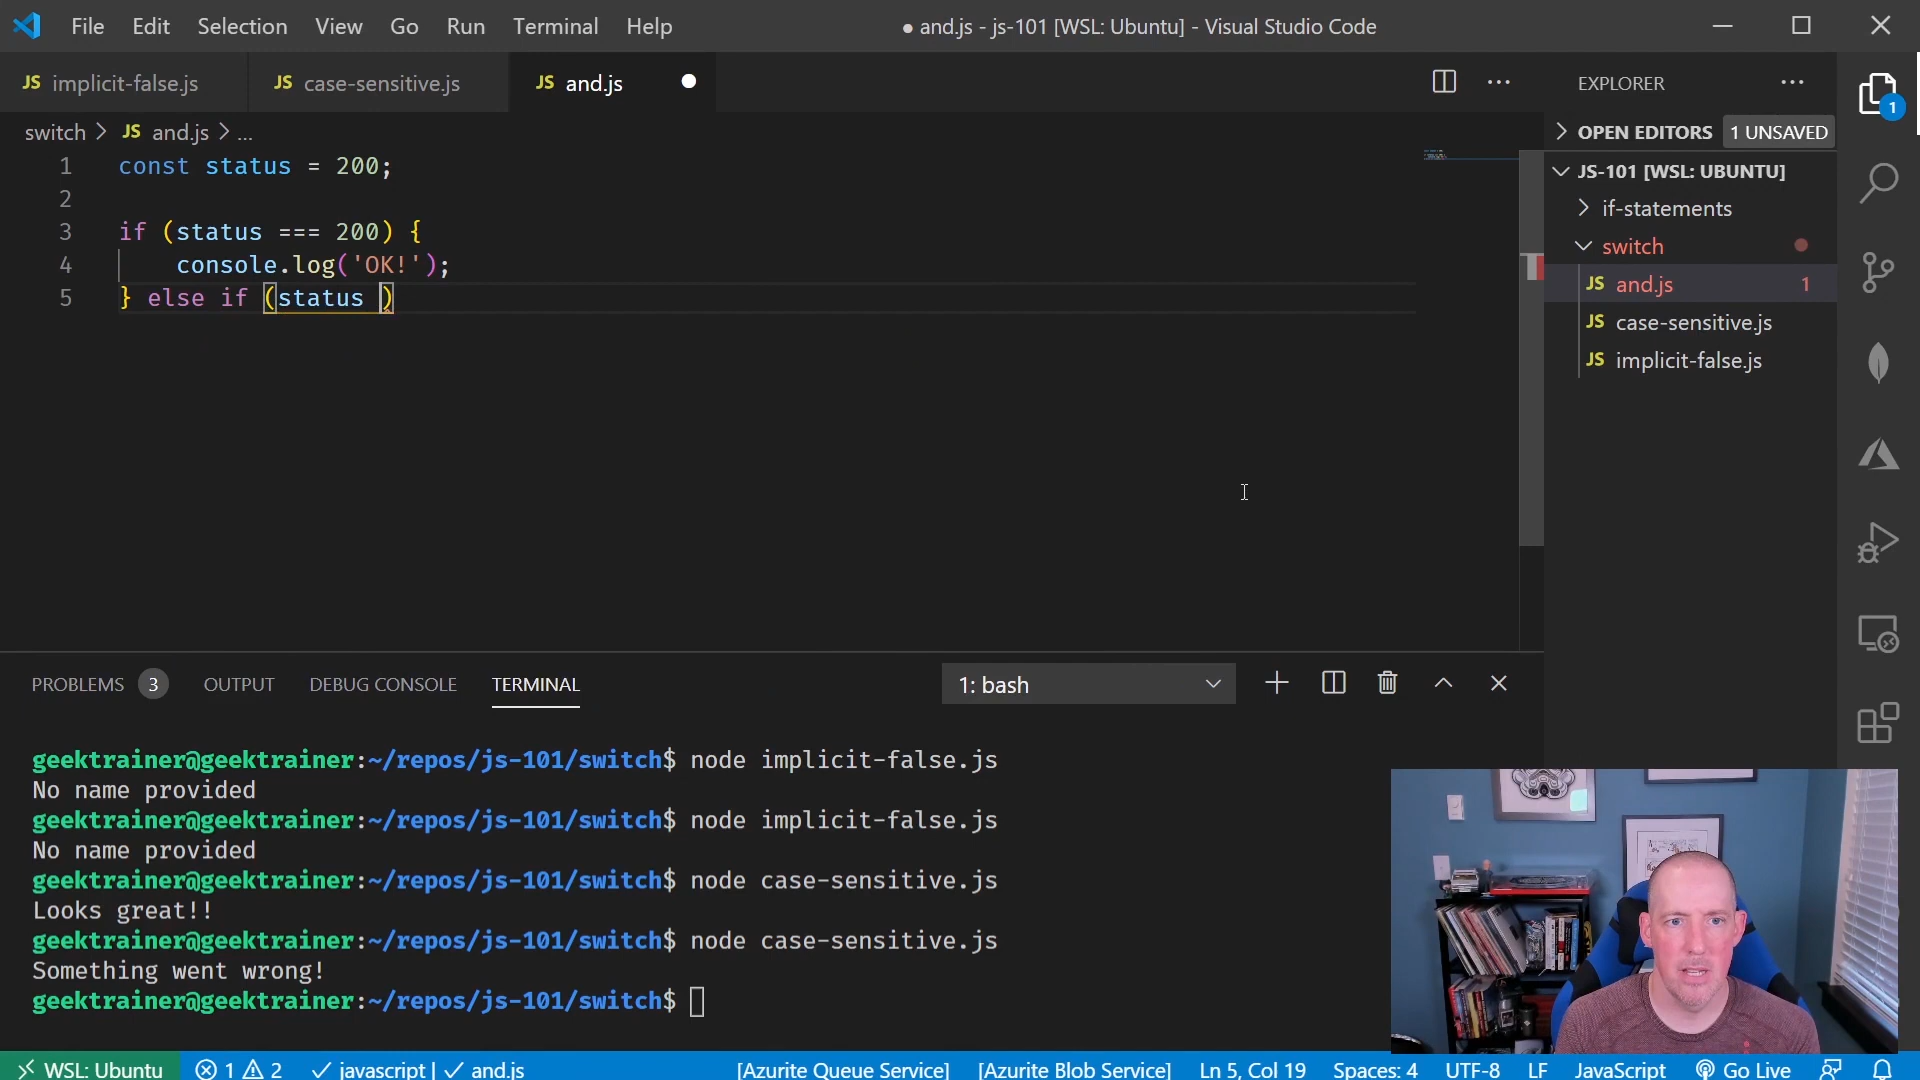 File Edit Selection View Go Run Terminal Help
● and.js - js-101 [WSL: Ubuntu] - Visual Studio Code
JS implicit-false.js
JS case-sensitive.js
JS and.js
EXPLORER
1
switch > JS and.js > ...
OPEN EDITORS 1 UNSAVED
1 const status = 200;
2
3 if (status === 200) {
4 console.log('OK!');
5 } else if (status )
JS-101 [WSL: UBUNTU]
if-statements
switch
JS and.js 1
JS case-sensitive.js
JS implicit-false.js
PROBLEMS 3 OUTPUT DEBUG CONSOLE TERMINAL
1: bash
geektrainer@geektrainer:~/repos/js-101/switch$ node implicit-false.js
No name provided
geektrainer@geektrainer:~/repos/js-101/switch$ node implicit-false.js
No name provided
geektrainer@geektrainer:~/repos/js-101/switch$ node case-sensitive.js
Looks great!!
geektrainer@geektrainer:~/repos/js-101/switch$ node case-sensitive.js
Something went wrong!
geektrainer@geektrainer:~/repos/js-101/switch$
WSL: Ubuntu 1 2 ✓ javascript | ✓ and.js [Azurite Queue Service] [Azurite Blob Service] Ln 5, Col 19 Spaces: 4 UTF-8 LF JavaScript Go Live